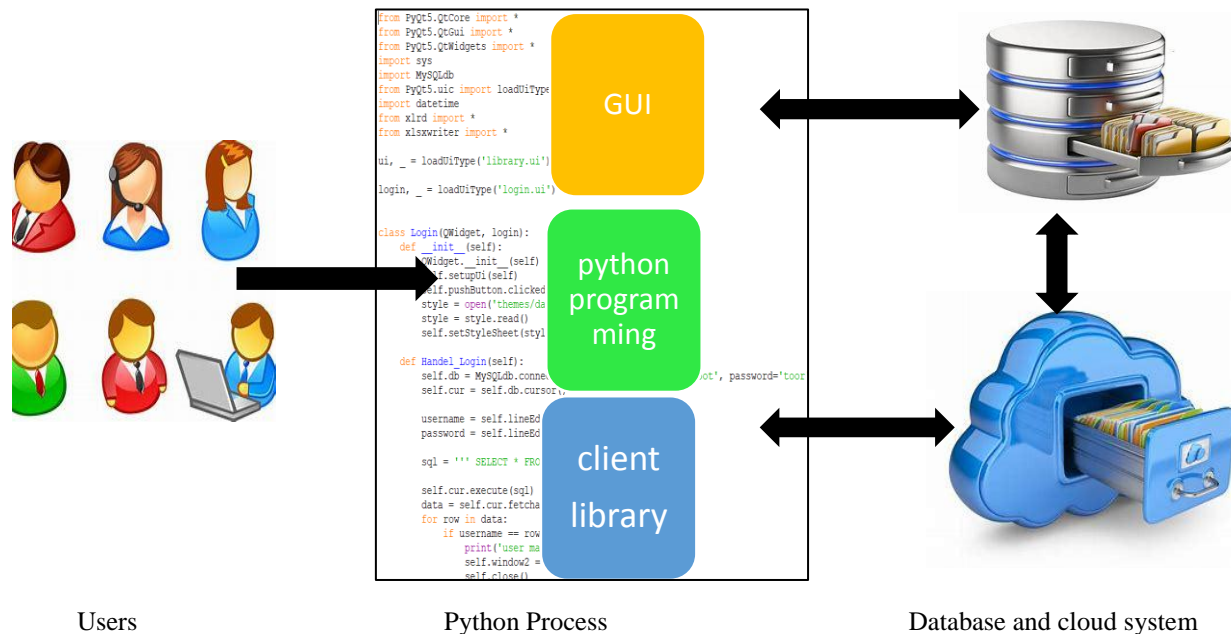 from PyQt5.QtCore import *
from PyQt5.QtGui import *
from PyQt5.QtWidgets import *
import sys
import MySQLdb
from PyQt5.uic import loadUiType
import datetime
from xlrd import *
from xlsxwriter import *
ui, _ = loadUiType('library.ui')
login, _ = loadUiType('login.ui')
class Login(QWidget, login):
def __init__(self):
QWidget.__init__(self)
self.setupUi(self)
self.pushButton.clicked
style = open('themes/da
style = style.read()
self.setStyleSheet(styl
def Handel_Login(self):
self.db = MySQLdb.connec ot', password='toor
self.cur = self.db.cursor(
username = self.lineEd
password = self.lineEd
sql = ''' SELECT * FRO
self.cur.execute(sql)
data = self.cur.fetcha
for row in data:
if username == row
print('user ma
self.window2 =
self.close()
GUI
python
program
ming
client
library
Users
Python Process
Database and cloud system